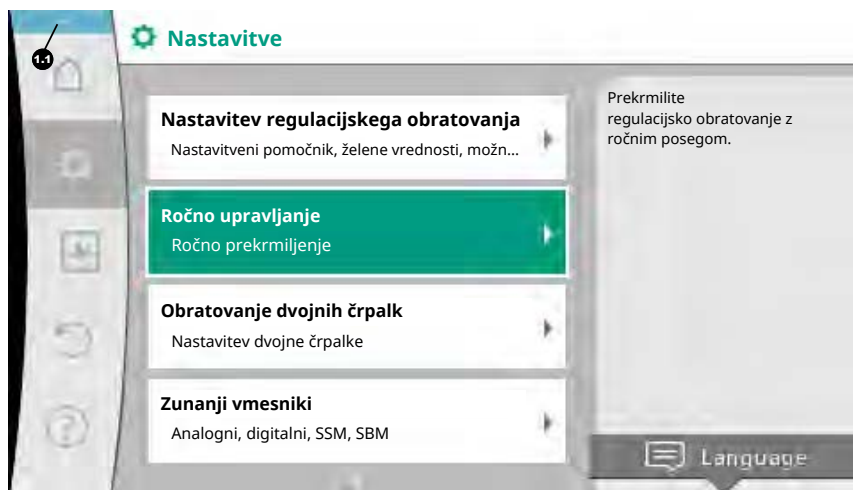 1.1
Nastavitve
Nastavitev regulacijskega obratovanja
Nastavitveni pomočnik, želene vrednosti, možn...
Ročno upravljanje
Ročno prekrmiljenje
Obratovanje dvojnih črpalk
Nastavitev dvojne črpalke
Zunanji vmesniki
Analogni, digitalni, SSM, SBM
Prekrmilite
regulacijsko obratovanje z
ročnim posegom.
Language